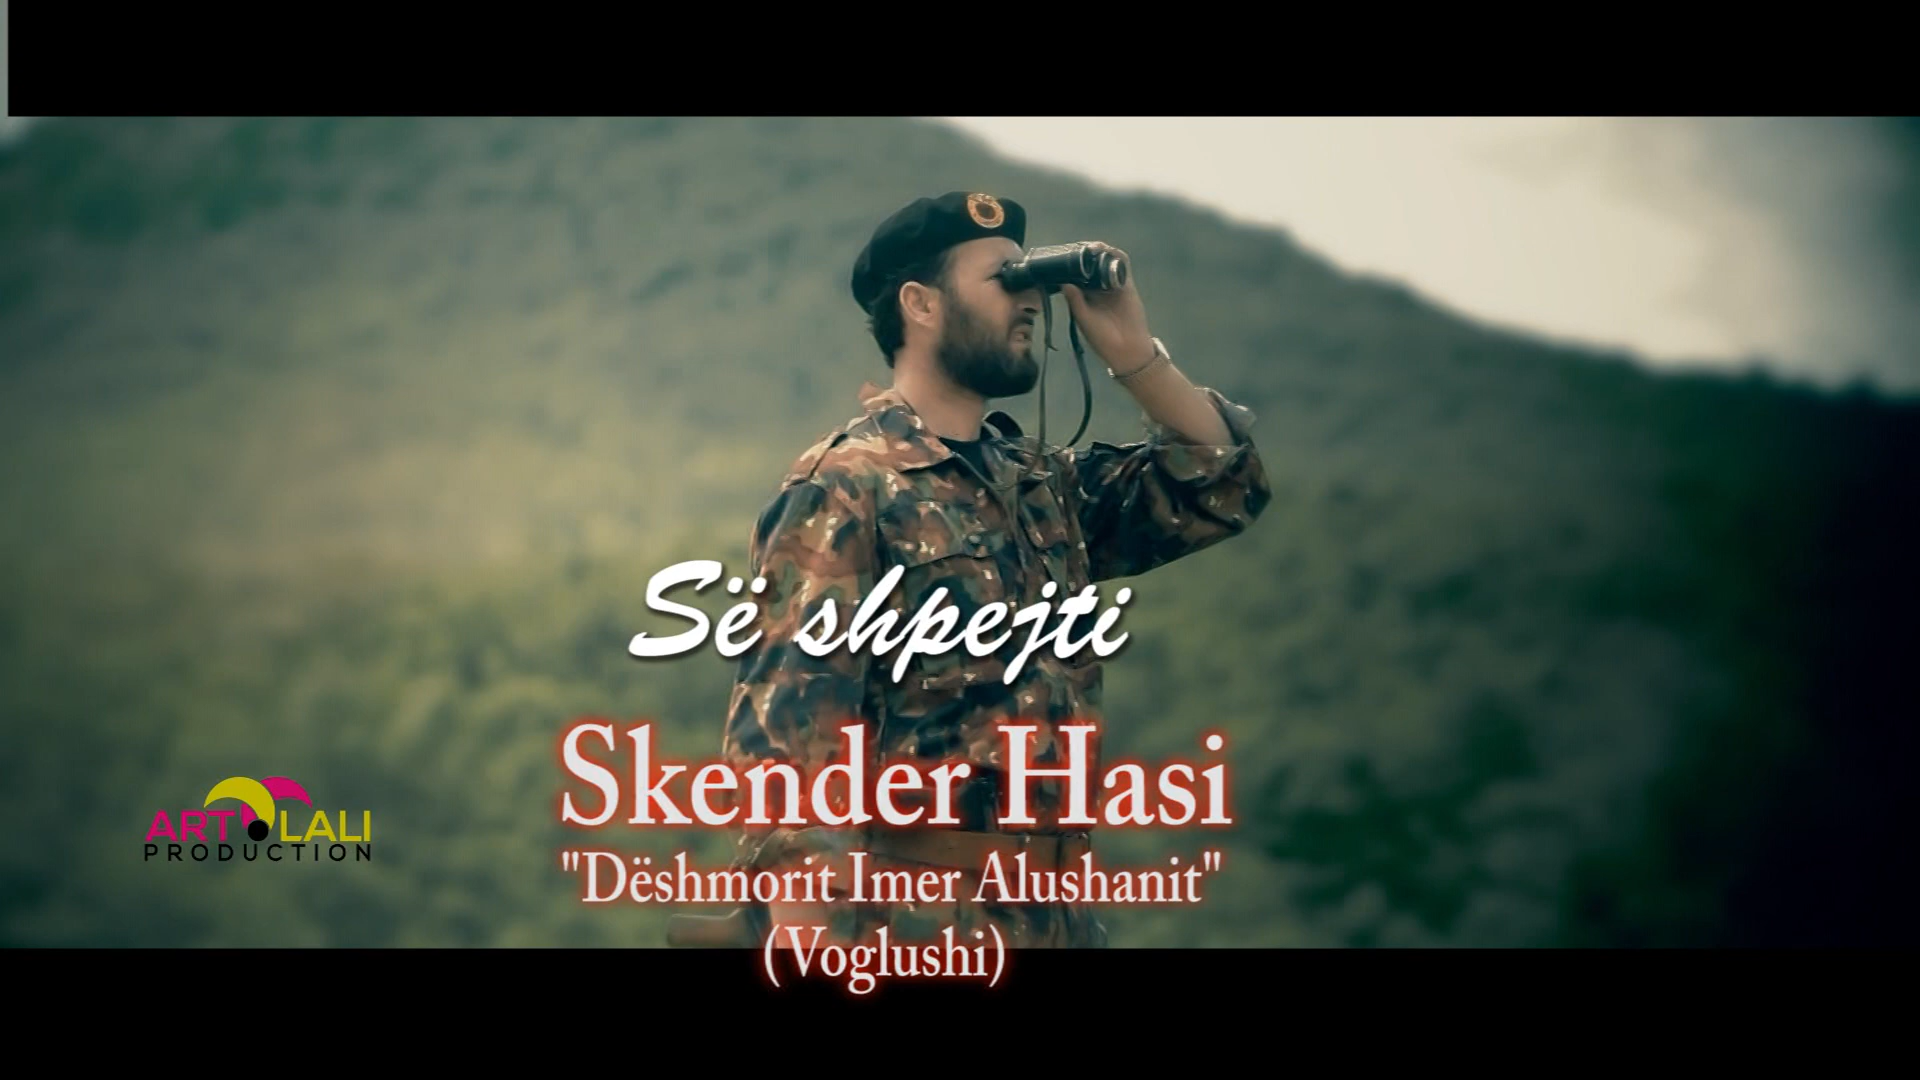 Së shpejti
Skender Hasi
"Dëshmorit Imer Alushanit"
(Voglushi)
ART LALI
PRODUCTION